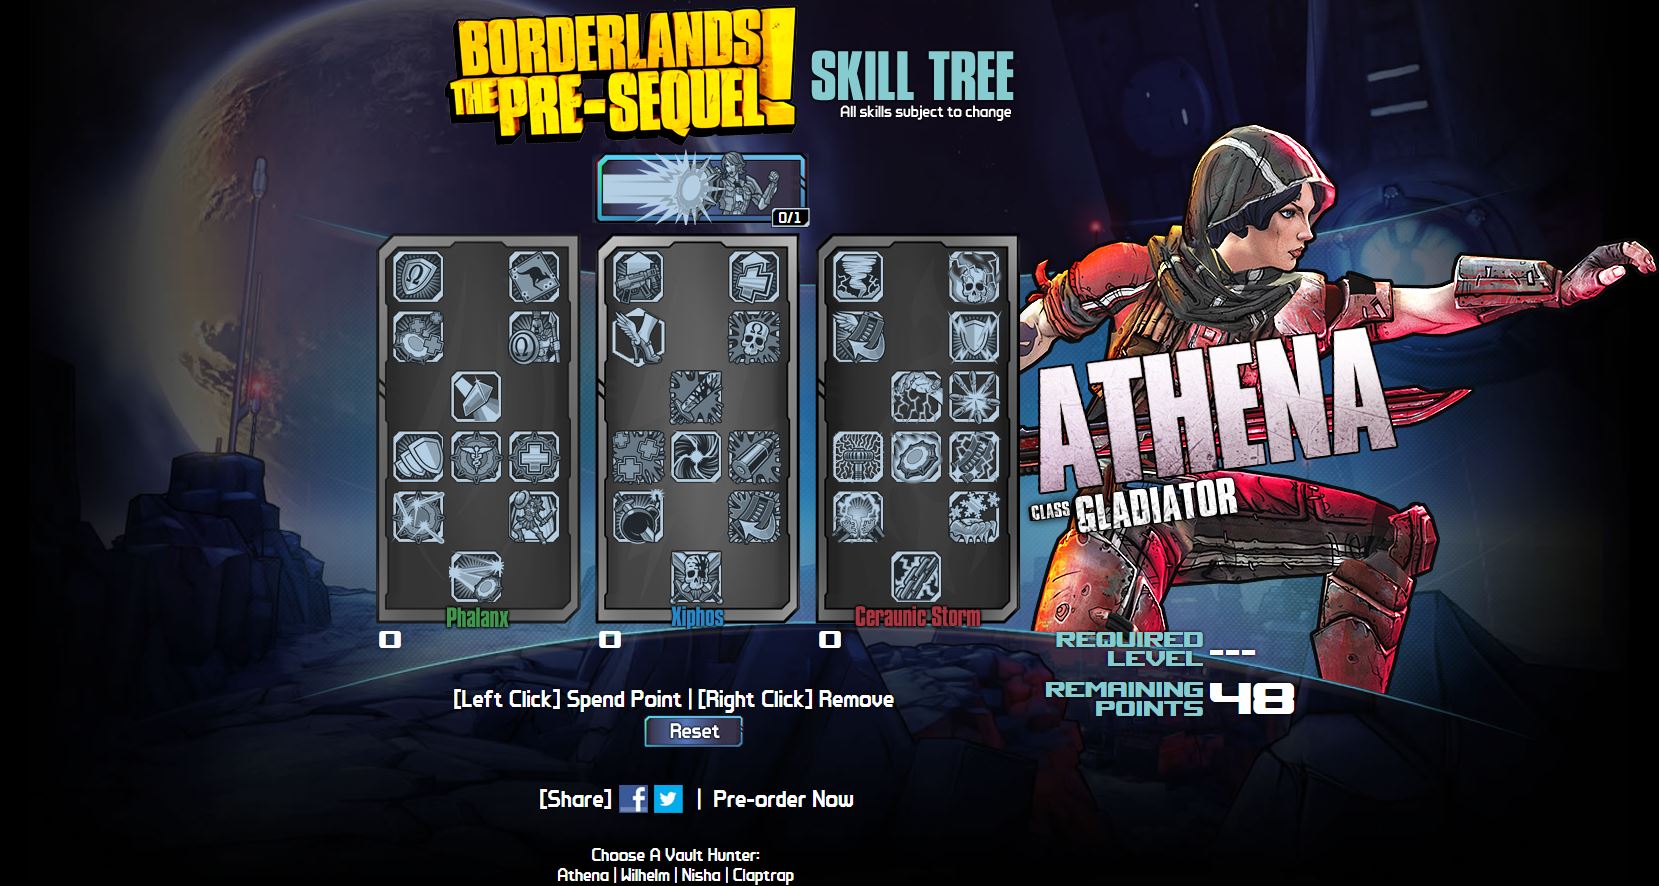 BORDERLANDS
THE PRE-SEQUEL!
SKILL TREE
All skills subject to change
0/1
ATHENA
CLASS GLADIATOR
Phalanx
Xiphos
Ceraunic Storm
0
0
0
REQUIRED
LEVEL ---
REMAINING
POINTS 48
[Left Click] Spend Point | [Right Click] Remove
Reset
[Share] f | Pre-order Now
Choose A Vault Hunter:
Athena | Wilhelm | Nisha | Claptrap